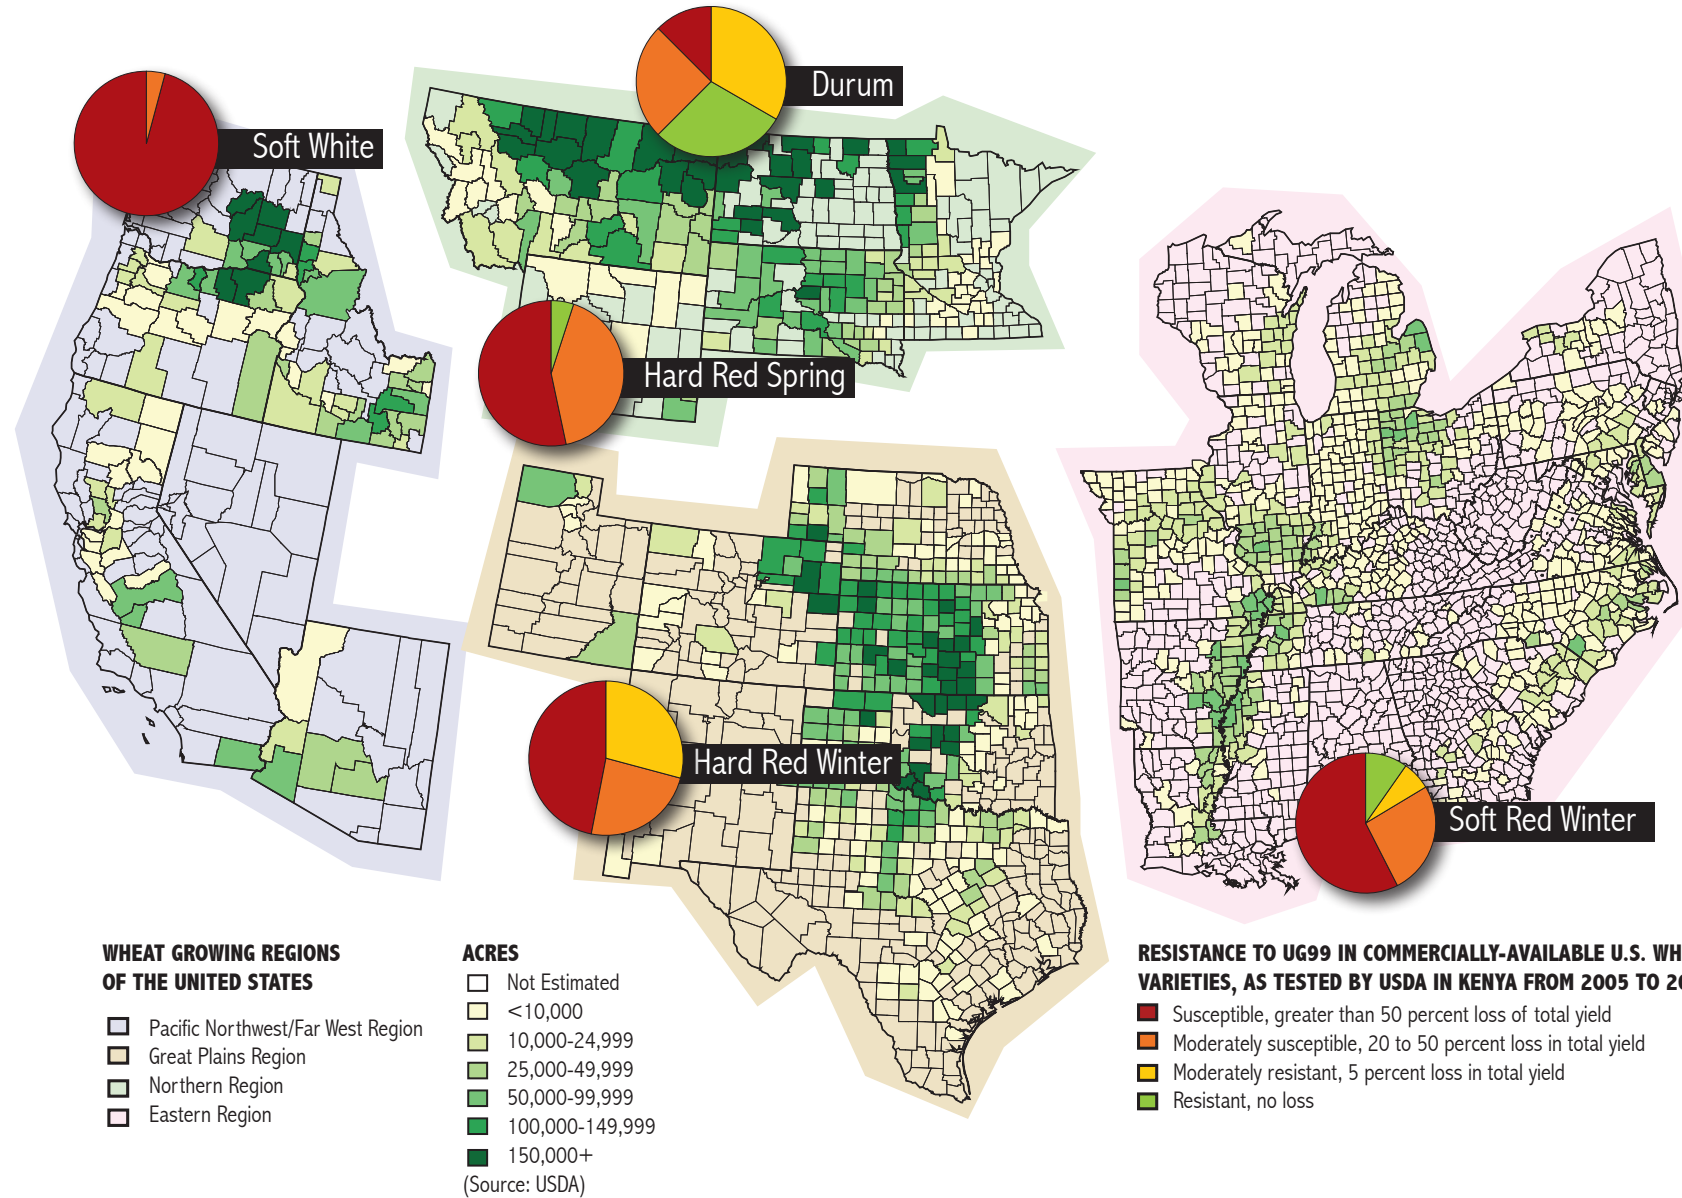 Durum
Soft White
Hard Red Spring
Hard Red Winter
Soft Red Winter
WHEAT GROWING REGIONS
OF THE UNITED STATES
Pacific Northwest/Far West Region
Great Plains Region
Northern Region
Eastern Region
ACRES
Not Estimated
<10,000
10,000-24,999
25,000-49,999
50,000-99,999
100,000-149,999
150,000+
(Source: USDA)
RESISTANCE TO UG99 IN COMMERCIALLY-AVAILABLE U.S. WH
VARIETIES, AS TESTED BY USDA IN KENYA FROM 2005 TO 20
Susceptible, greater than 50 percent loss of total yield
Moderately susceptible, 20 to 50 percent loss in total yield
Moderately resistant, 5 percent loss in total yield
Resistant, no loss